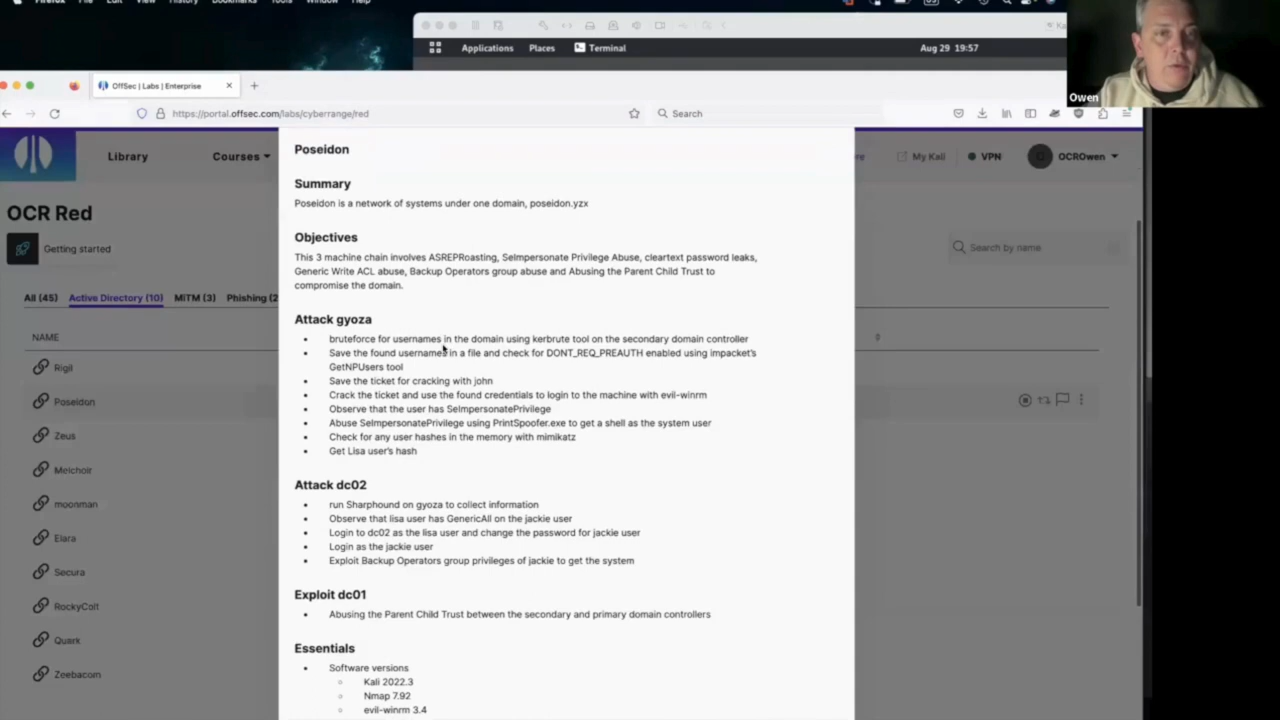 Firefox File Edit View History Bookmarks Tools Window Help
Applications Places Terminal Aug 29 19:57
OffSec | Labs | Enterprise
Owen
https://portal.offsec.com/labs/cyberrange/red
Search
Library Courses My Kali VPN OCROwen
OCR Red
Getting started
Search by name
All (45) Active Directory (10) MITM (3) Phishing (2
NAME
Rigil
Poseidon
Zeus
Melchoir
moonman
Elara
Secura
RockyColt
Quark
Zeebacom
Poseidon
Summary
Poseidon is a network of systems under one domain, poseidon.yzx
Objectives
This 3 machine chain involves ASREPRoasting, SeImpersonate Privilege Abuse, cleartext password leaks,
Generic Write ACL abuse, Backup Operators group abuse and Abusing the Parent Child Trust to
compromise the domain.
Attack gyoza
• bruteforce for usernames in the domain using kerbrute tool on the secondary domain controller
• Save the found usernames in a file and check for DONT_REQ_PREAUTH enabled using impacket's
GetNPUsers tool
• Save the ticket for cracking with john
• Crack the ticket and use the found credentials to login to the machine with evil-winrm
• Observe that the user has SeImpersonatePrivilege
• Abuse SeImpersonatePrivilege using PrintSpoofer.exe to get a shell as the system user
• Check for any user hashes in the memory with mimikatz
• Get Lisa user's hash
Attack dc02
• run Sharphound on gyoza to collect information
• Observe that lisa user has GenericAll on the jackie user
• Login to dc02 as the lisa user and change the password for jackie user
• Login as the jackie user
• Exploit Backup Operators group privileges of jackie to get the system
Exploit dc01
• Abusing the Parent Child Trust between the secondary and primary domain controllers
Essentials
• Software versions
○ Kali 2022.3
○ Nmap 7.92
○ evil-winrm 3.4